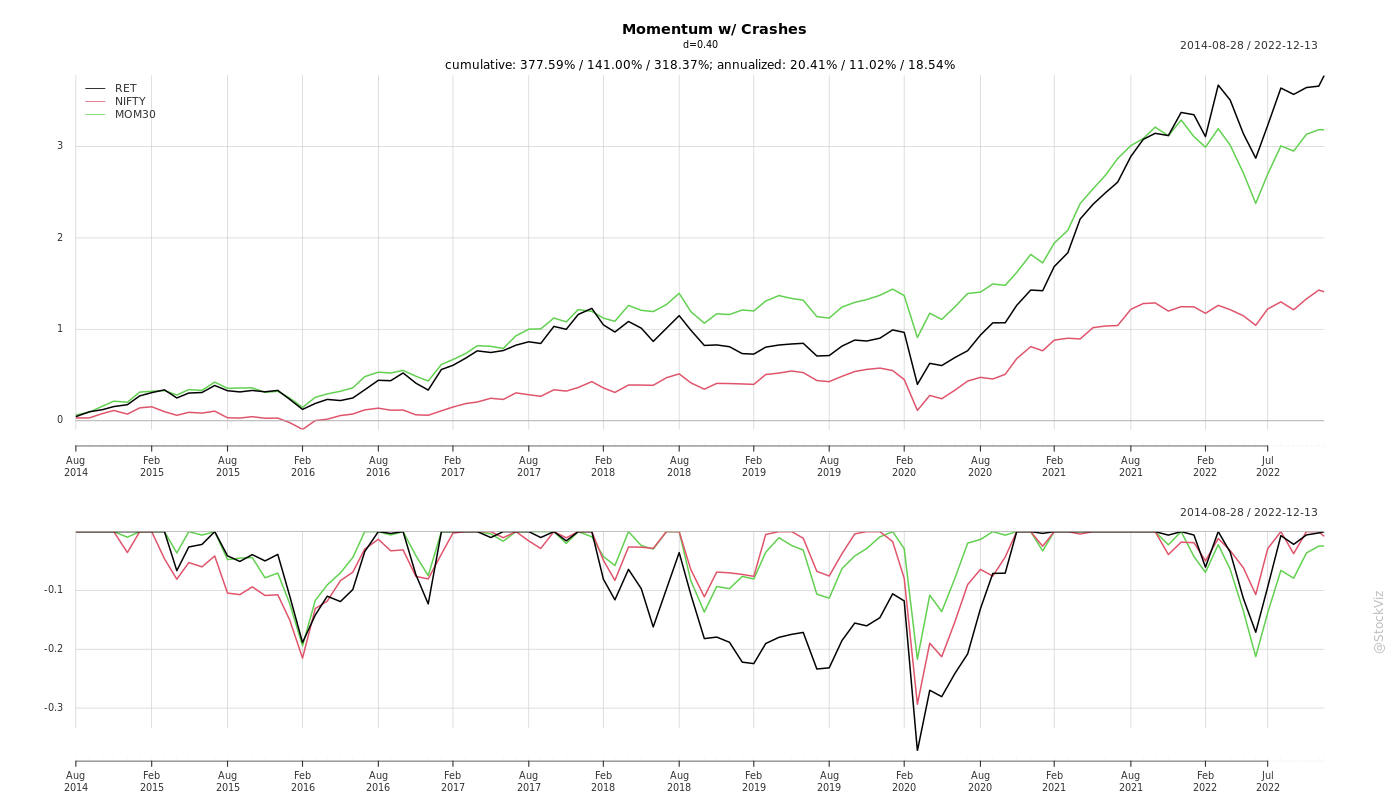 Momentum w/ Crashes
d=0.40
2014-08-28 / 2022-12-13
cumulative: 377.59% / 141.00% / 318.37%; annualized: 20.41% / 11.02% / 18.54%
RET
NIFTY
MOM30
3
2
1
0
Aug Feb Aug Feb Aug Feb Aug Feb Aug Feb Aug Feb Aug Feb Aug Feb Jul
2014 2015 2015 2016 2016 2017 2017 2018 2018 2019 2019 2020 2020 2021 2021 2022 2022
2014-08-28 / 2022-12-13
-0.1
-0.2
-0.3
Aug Feb Aug Feb Aug Feb Aug Feb Aug Feb Aug Feb Aug Feb Aug Feb Jul
2014 2015 2015 2016 2016 2017 2017 2018 2018 2019 2019 2020 2020 2021 2021 2022 2022
@StockViz